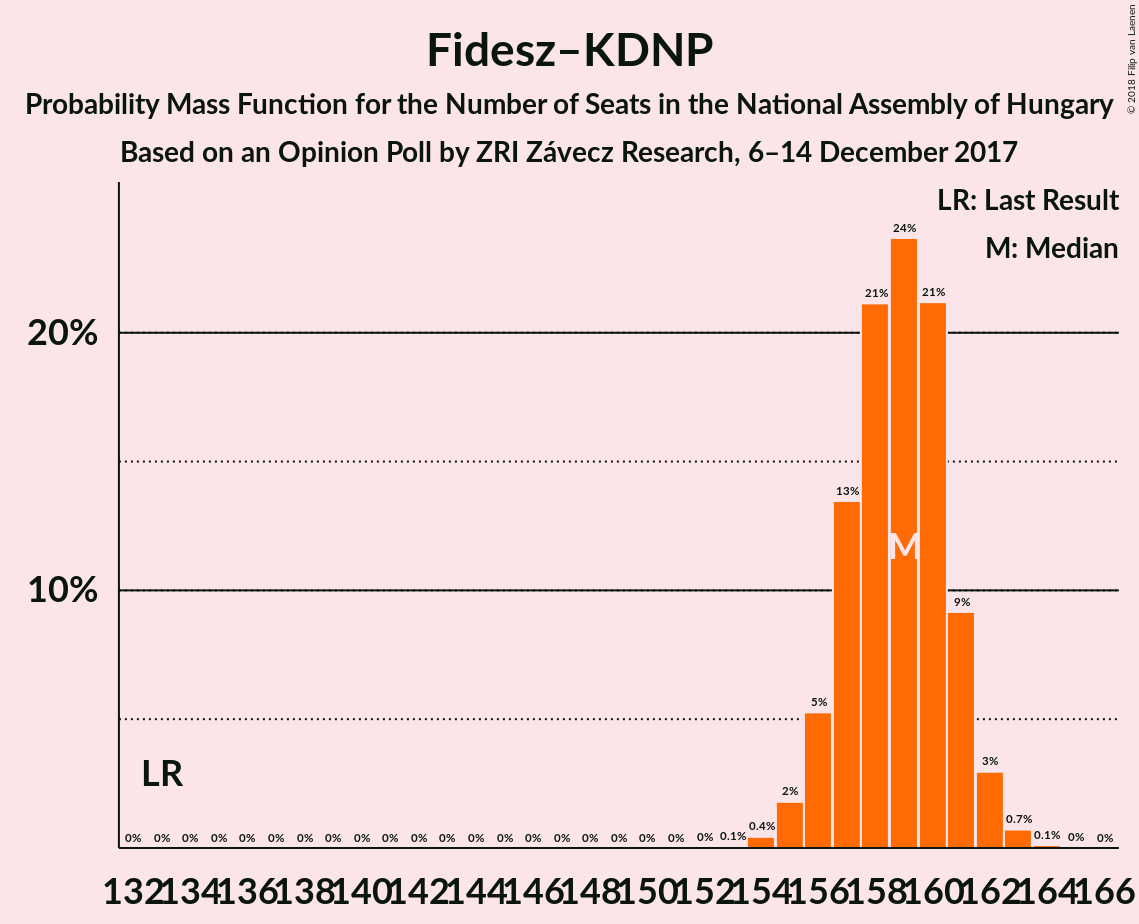 Fidesz–KDNP
Probability Mass Function for the Number of Seats in the National Assembly of Hungary
Based on an Opinion Poll by ZRI Závecz Research, 6–14 December 2017
© 2018 Filip van Laenen
LR: Last Result
M: Median
20%
10%
LR
M
0% 0% 0% 0% 0% 0% 0% 0% 0% 0% 0% 0% 0% 0% 0% 0% 0% 0% 0% 0% 0% 0.1% 0.4% 2% 5% 13% 21% 24% 21% 9% 3% 0.7% 0.1% 0% 0%
132 134 136 138 140 142 144 146 148 150 152 154 156 158 160 162 164 166